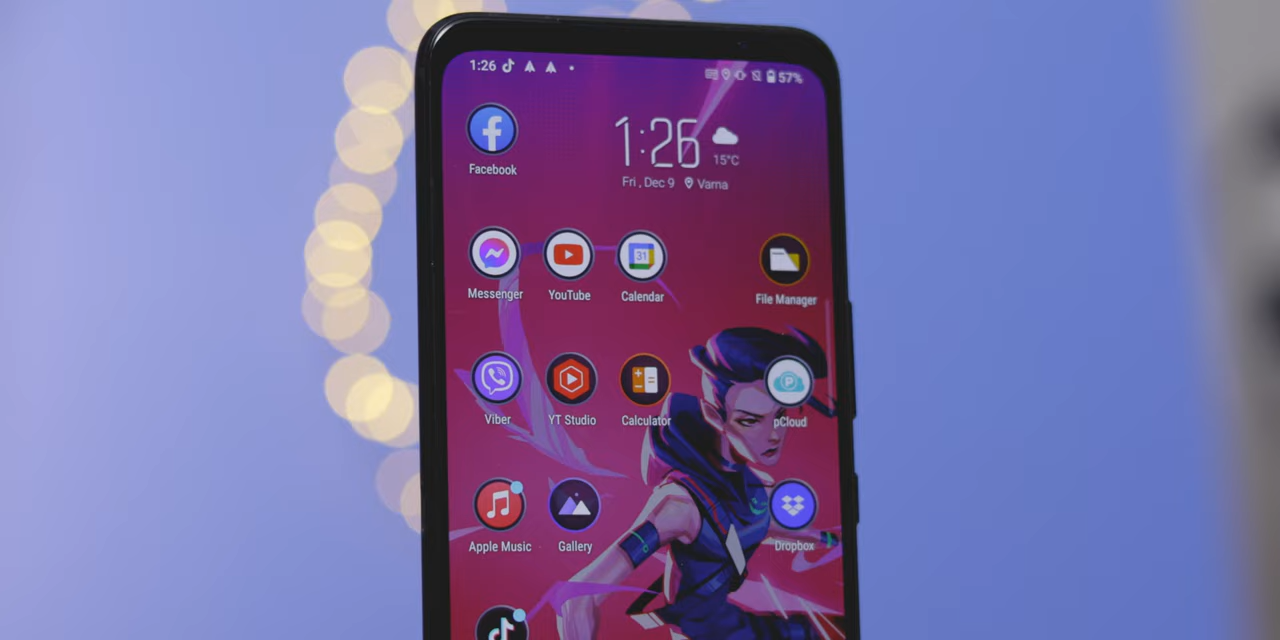 1:26
57%
Facebook
1:26
15°C
Fri , Dec 9 Varna
Messenger YouTube 31 Calendar File Manager
Viber YT Studio Calculator P pCloud
Apple Music Gallery Dropbox